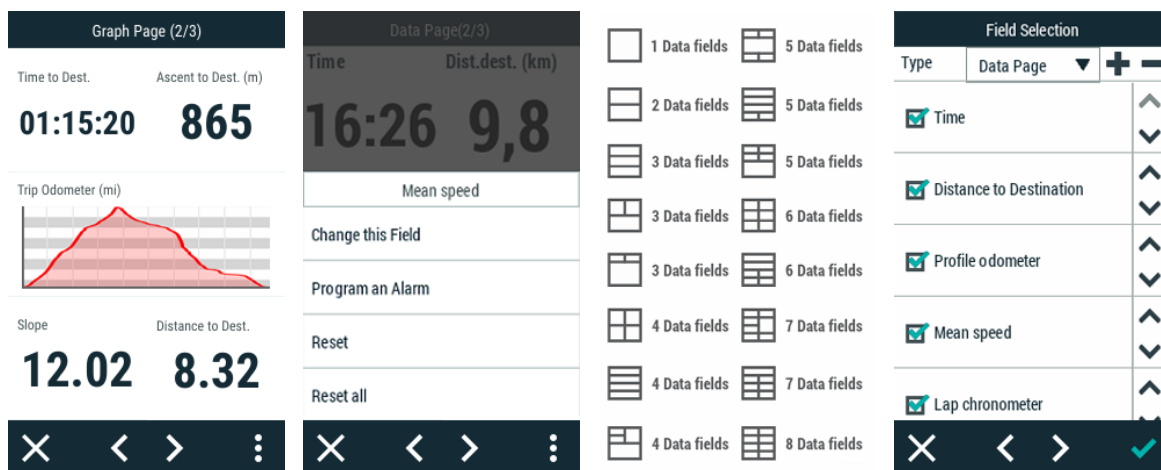 Graph Page (2/3)
Time to Dest. Ascent to Dest. (m)
01:15:20 865
Trip Odometer (mi)
Slope Distance to Dest.
12.02 8.32
Data Page(2/3)
Time Dist.dest. (km)
16:26 9,8
Mean speed
Change this Field
Program an Alarm
Reset
Reset all
1 Data fields 5 Data fields
2 Data fields 5 Data fields
3 Data fields 5 Data fields
3 Data fields 6 Data fields
3 Data fields 6 Data fields
4 Data fields 7 Data fields
4 Data fields 7 Data fields
4 Data fields 8 Data fields
Field Selection
Type Data Page
Time
Distance to Destination
Profile odometer
Mean speed
Lap chronometer